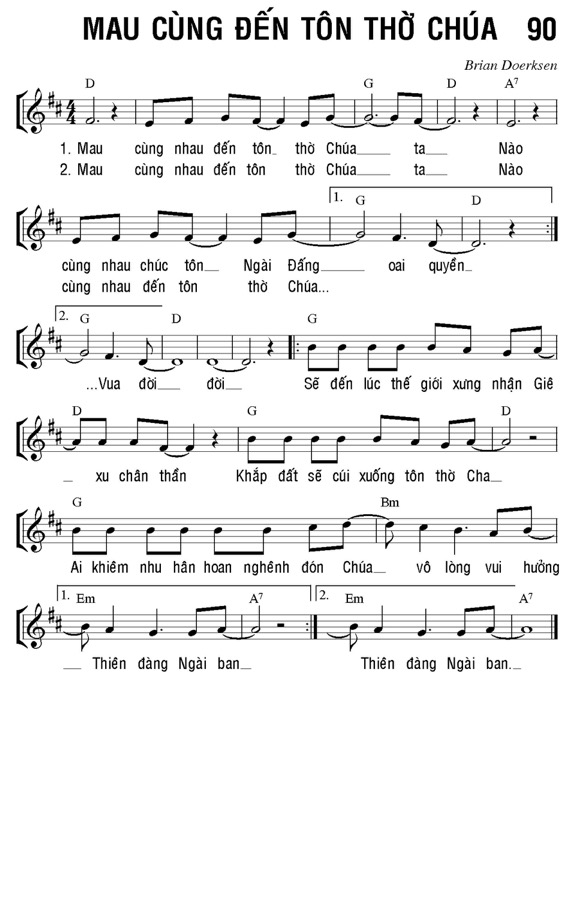 MAU CÙNG ĐẾN TÔN THỜ CHÚA 90
Brian Doerksen
D G D A7
1. Mau cùng nhau đến tôn thờ Chúa ta Nào
2. Mau cùng nhau đến tôn thờ Chúa ta Nào
1. G D
cùng nhau chúc tôn Ngài Đấng oai quyền
cùng nhau đến tôn thờ Chúa...
2. G D G
...Vua đời đời Sẽ đến lúc thế giới xưng nhận Giê
D G D
xu chân thần Khắp đất sẽ cúi xuống tôn thờ Cha
G Bm
Ai khiêm nhu hân hoan nghênh đón Chúa vô lòng vui hưởng
1. Em A7 2. Em A7
Thiên đàng Ngài ban Thiên đàng Ngài ban.